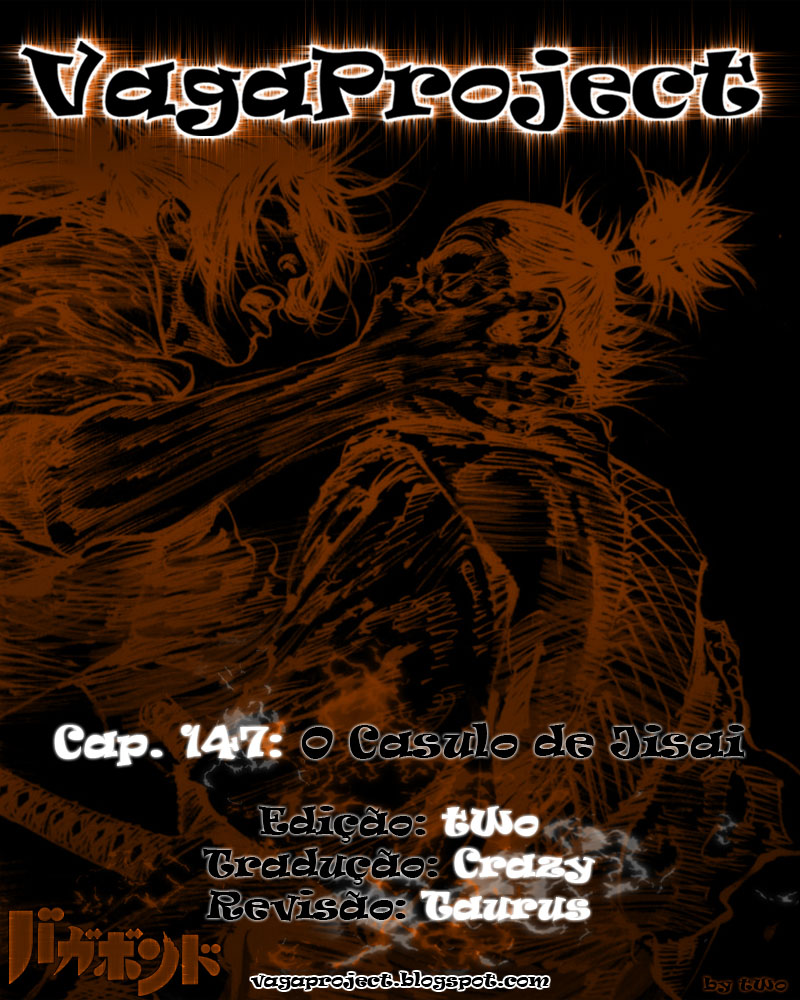 VagaProject
Cap. 147: O Casulo de Jisai
Edição: tWo
Tradução: Crazy
Revisão: Taurus
バガボンド
vagaproject.blogspot.com
by tWo